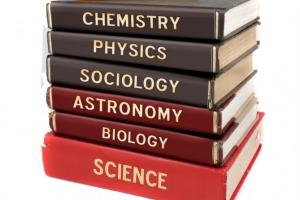 CHEMISTRY
PHYSICS
SOCIOLOGY
ASTRONOMY
BIOLOGY
SCIENCE